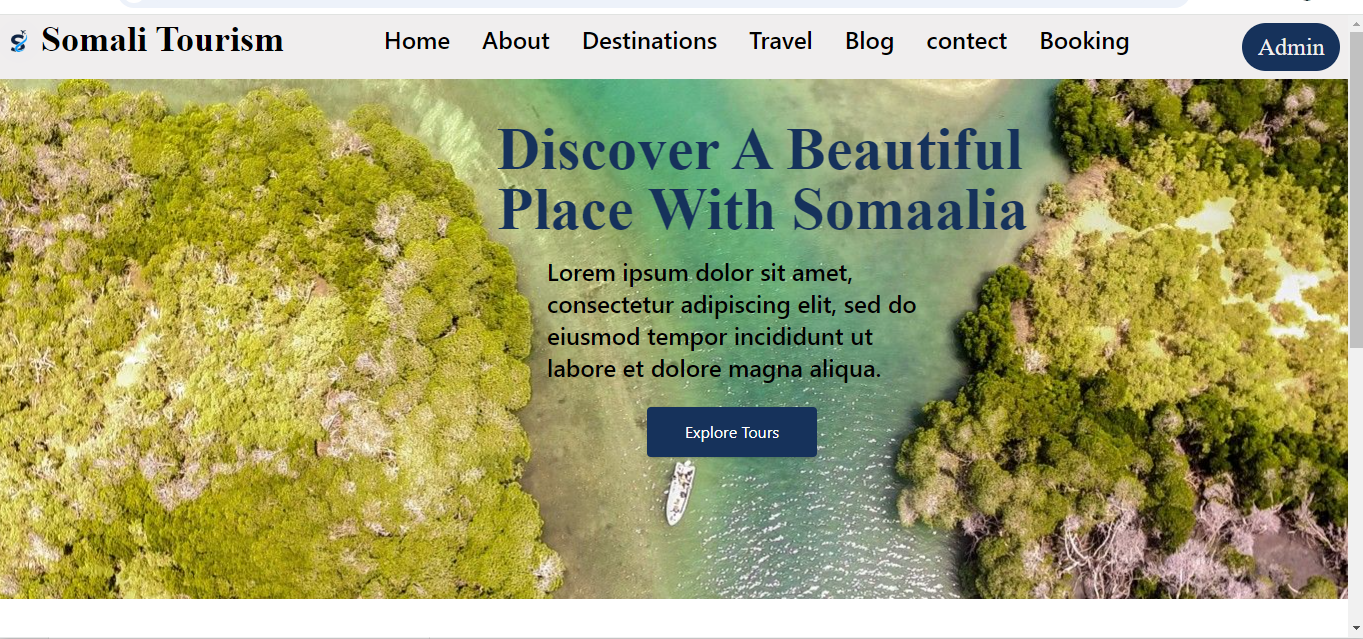 Somali Tourism
Home About Destinations Travel Blog contect Booking
Admin
Discover A Beautiful
Place With Somaalia
Lorem ipsum dolor sit amet,
consectetur adipiscing elit, sed do
eiusmod tempor incididunt ut
labore et dolore magna aliqua.
Explore Tours